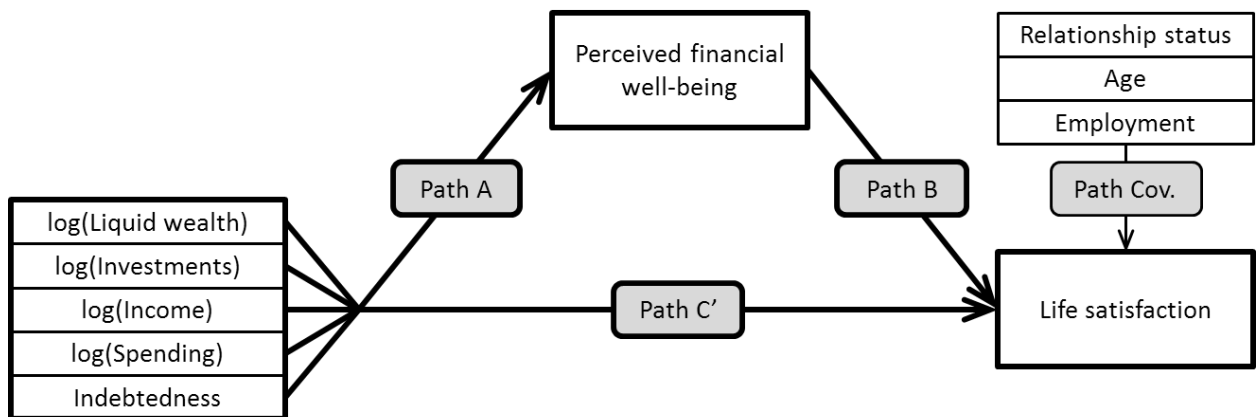 Perceived financial
well-being
Relationship status
Age
Employment
Path A
Path B
Path Cov.
log(Liquid wealth)
log(Investments)
log(Income)
log(Spending)
Indebtedness
Path C’
Life satisfaction